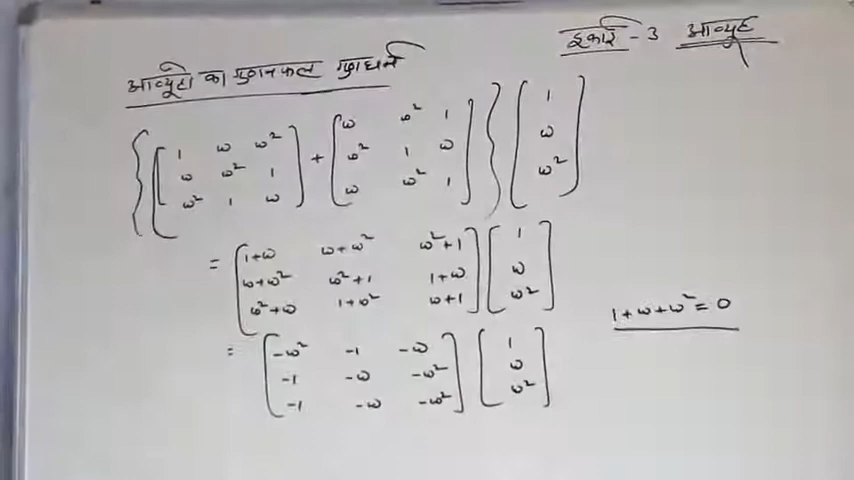 इकाई - 3 आव्यूह
आव्यूहों का गुणनफल गुणधर्म
{[1 ω ω² + [ω ω² 1 } [1
ω ω² 1 ω² 1 ω ω
ω² 1 ω] ω ω² 1] ω²]
= [1+ω ω+ω² ω²+1 [1
ω+ω² ω²+1 1+ω ω
ω²+ω 1+ω² ω+1] ω²]
1+ω+ω² = 0
= [-ω² -1 -ω [1
-1 -ω -ω² ω
-1 -ω -ω²] ω²]